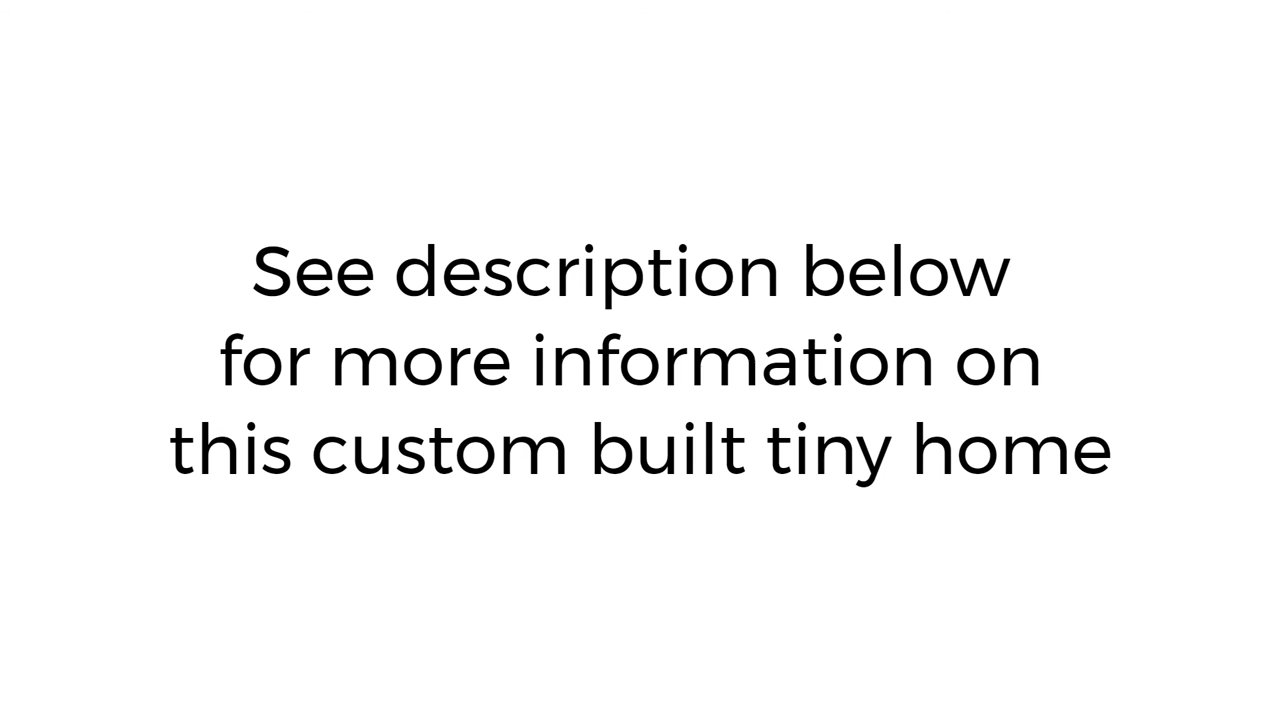 See description below
for more information on
this custom built tiny home